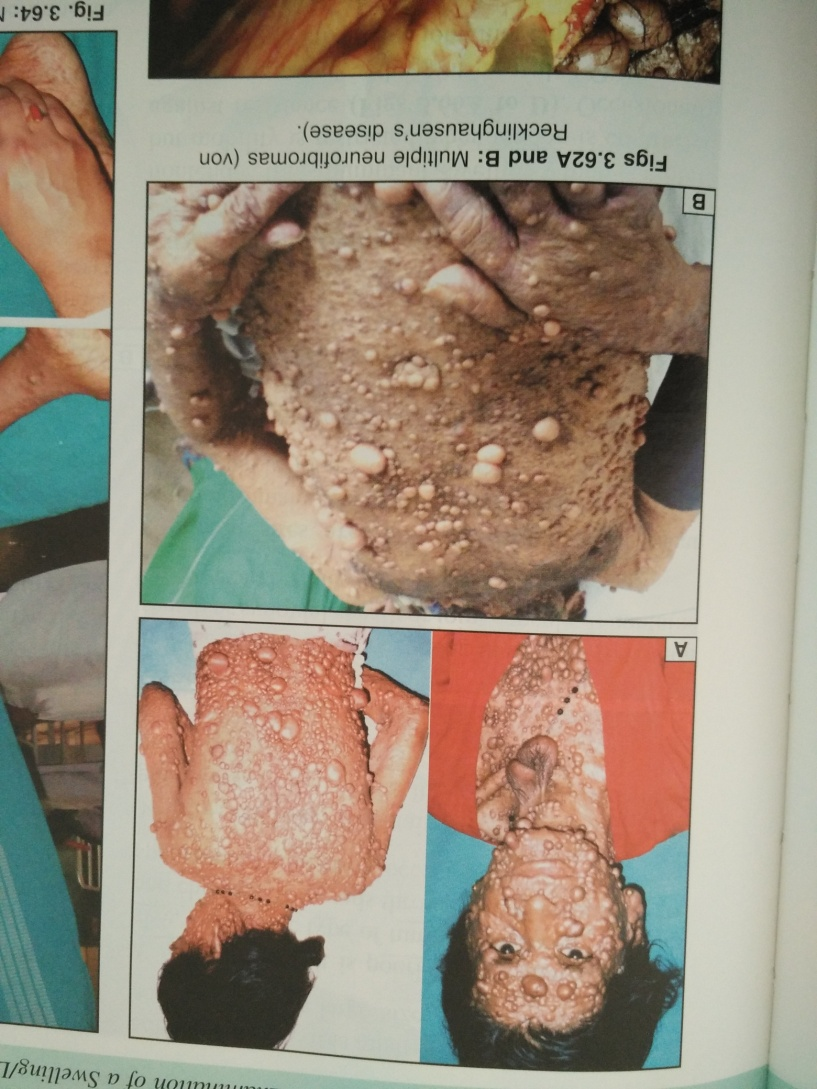 Examination of a Swelling/L
A
B
Figs 3.62A and B: Multiple neurofibromas (von
Recklinghausen's disease).
Fig. 3.64: